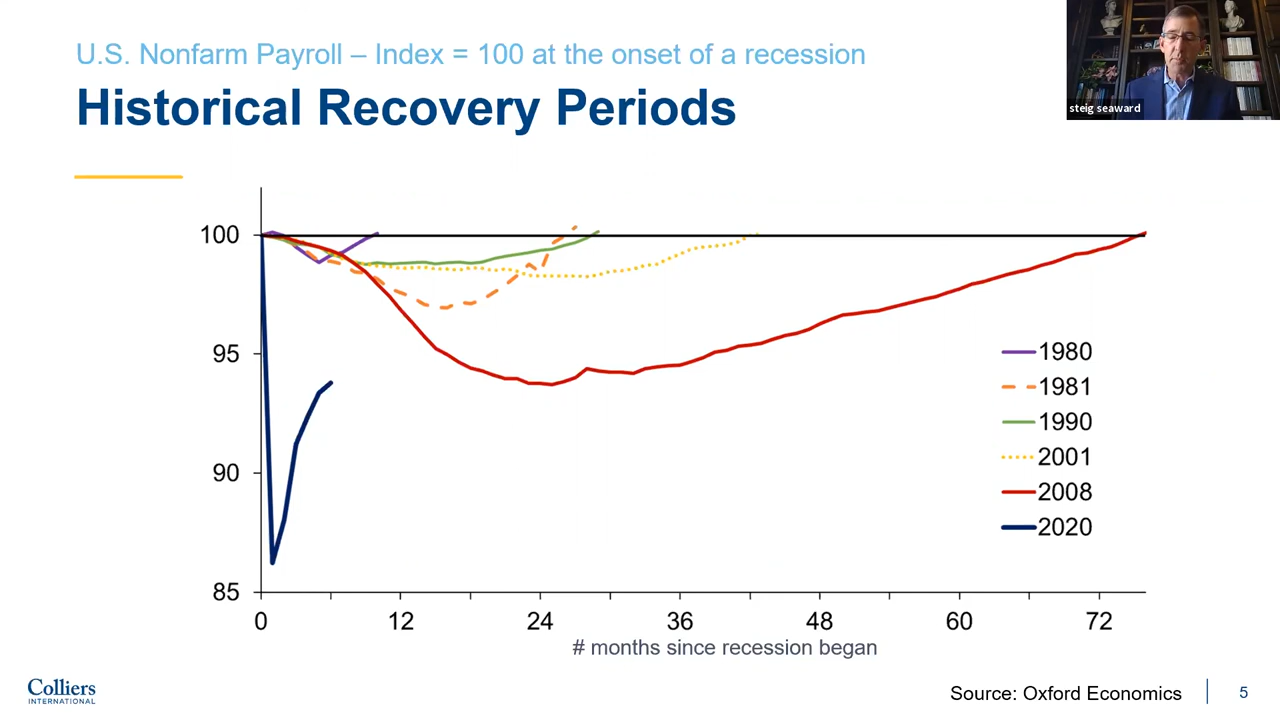 U.S. Nonfarm Payroll – Index = 100 at the onset of a recession
Historical Recovery Periods
steig seaward
100
95
90
85
0 12 24 36 48 60 72
# months since recession began
1980
1981
1990
2001
2008
2020
Colliers
INTERNATIONAL
Source: Oxford Economics
5